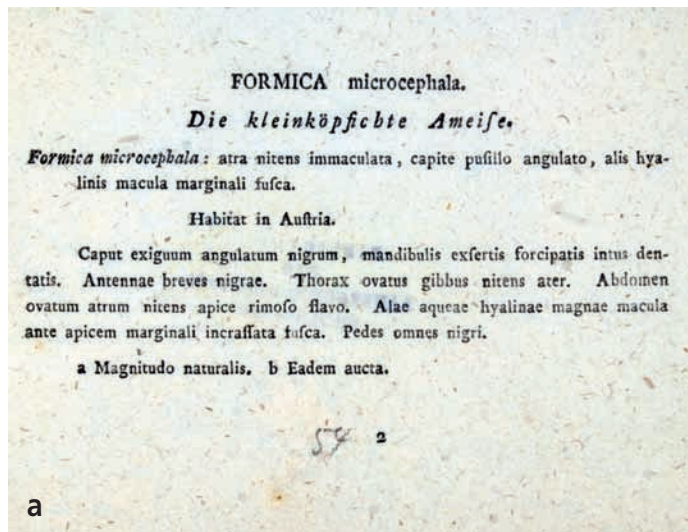 FORMICA microcephala.
Die kleinköpfichte Ameiſe.
Formica microcephala: atra nitens immaculata, capite puſillo angulato, alis hya-
linis macula marginali fuſca.
Habitat in Auſtria.
Caput exiguum angulatum nigrum, mandibulis exſertis forcipatis intus den-
tatis. Antennae breves nigrae. Thorax ovatus gibbus nitens ater. Abdomen
ovatum atrum nitens apice rimoſo flavo. Alae aqueae hyalinae magnae macula
ante apicem marginali incraſſata fuſca. Pedes omnes nigri.
a Magnitudo naturalis. b Eadem aucta.
54 2
a